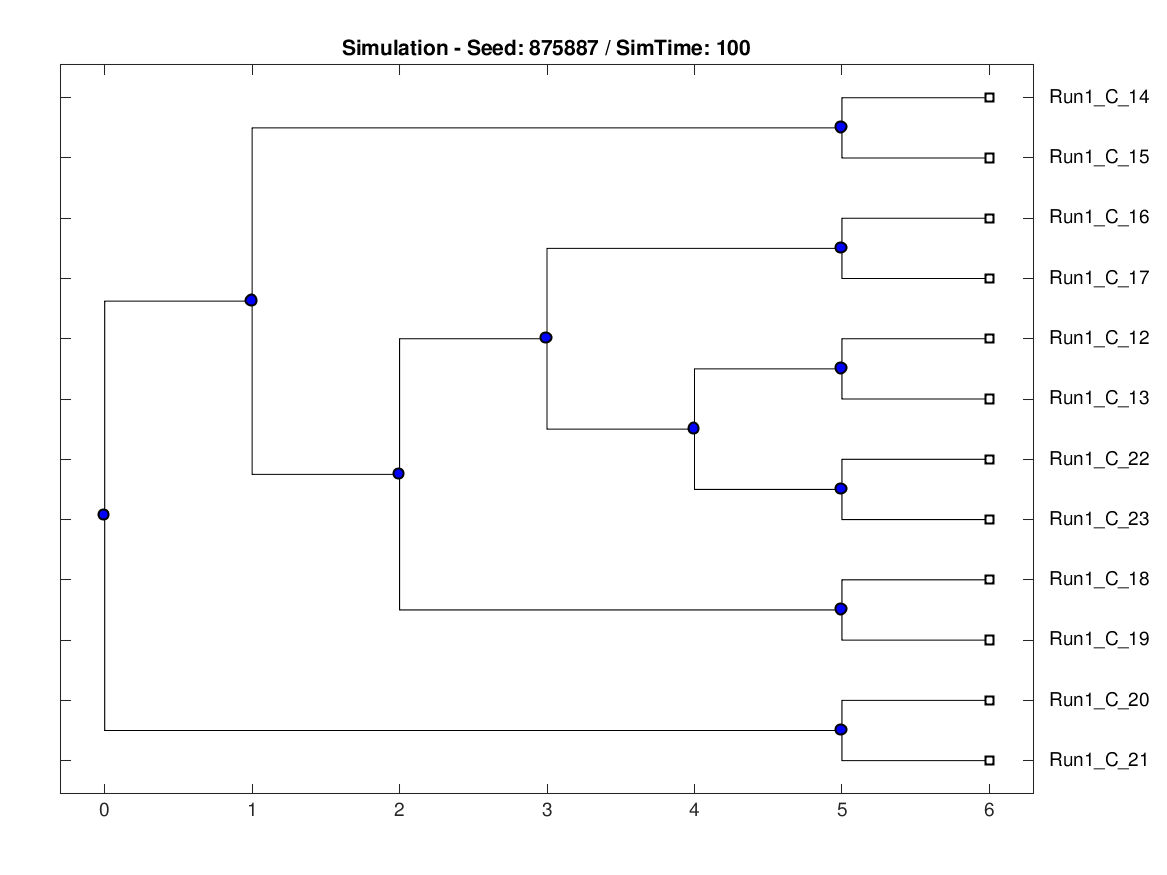 Simulation - Seed: 875887 / SimTime: 100
Run1_C_14
Run1_C_15
Run1_C_16
Run1_C_17
Run1_C_12
Run1_C_13
Run1_C_22
Run1_C_23
Run1_C_18
Run1_C_19
Run1_C_20
Run1_C_21
0 1 2 3 4 5 6